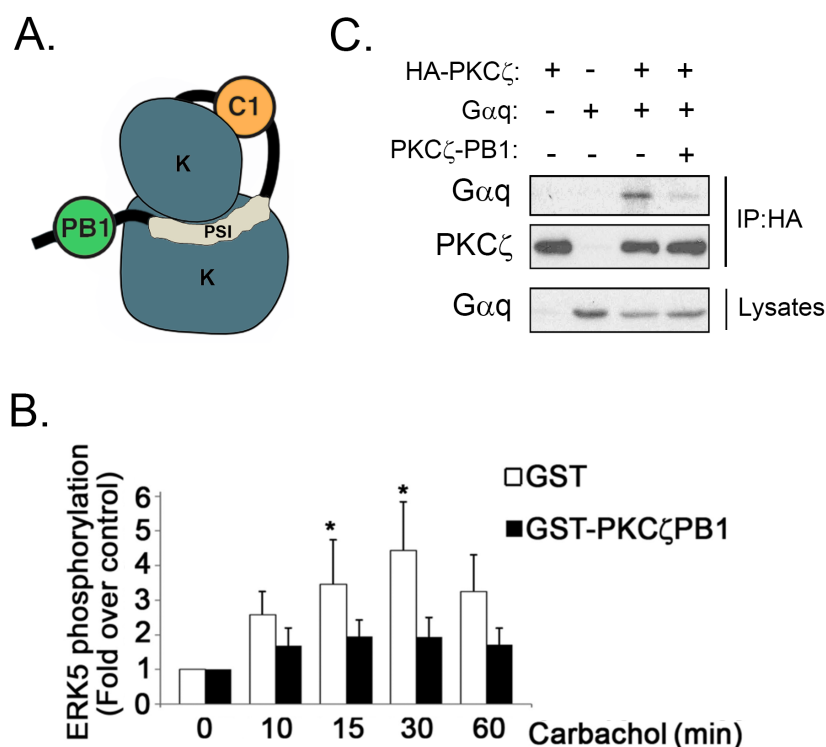 A.
C1
K
PB1
PSI
K
C.
HA-PKCζ: + - + +
Gαq: - + + +
PKCζ-PB1: - - - +
Gαq
PKCζ
IP:HA
Gαq
Lysates
B.
ERK5 phosphorylation
(Fold over control)
6
5
4
3
2
1
0
* *
GST
GST-PKCζPB1
0 10 15 30 60 Carbachol (min)